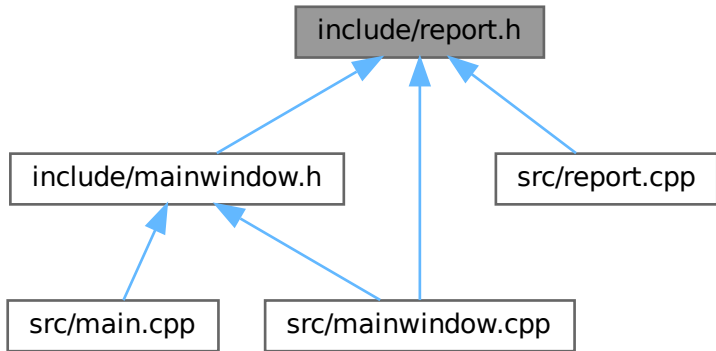 include/report.h
include/mainwindow.h
src/report.cpp
src/main.cpp
src/mainwindow.cpp